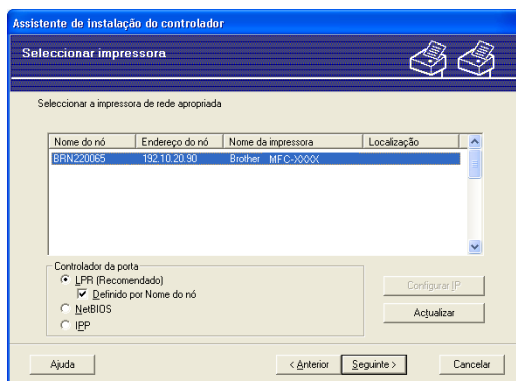 Assistente de instalação do controlador
Seleccionar impressora
Seleccionar a impressora de rede apropriada
Nome do nó Endereço do nó Nome da impressora Localização
BRN220065 192.10.20.90 Brother MFC-XXXX
Controlador da porta
LPR (Recomendado)
Definido por Nome do nó
NetBIOS
IPP
Configurar IP
Actualizar
Ajuda < Anterior Seguinte > Cancelar